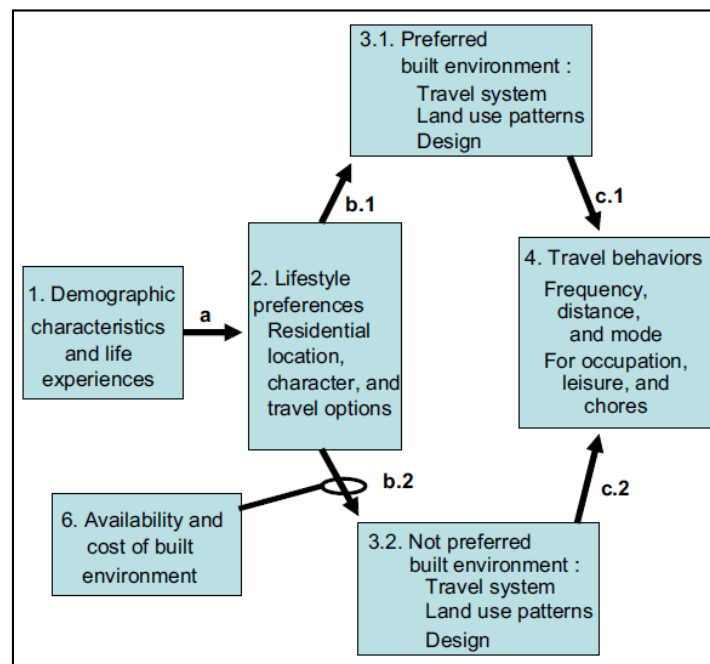 3.1. Preferred
built environment :
Travel system
Land use patterns
Design
b.1
c.1
1. Demographic
characteristics
and life
experiences
a
2. Lifestyle
preferences
Residential
location,
character, and
travel options
4. Travel behaviors
Frequency,
distance,
and mode
For occupation,
leisure, and
chores
b.2
c.2
6. Availability and
cost of built
environment
3.2. Not preferred
built environment :
Travel system
Land use patterns
Design